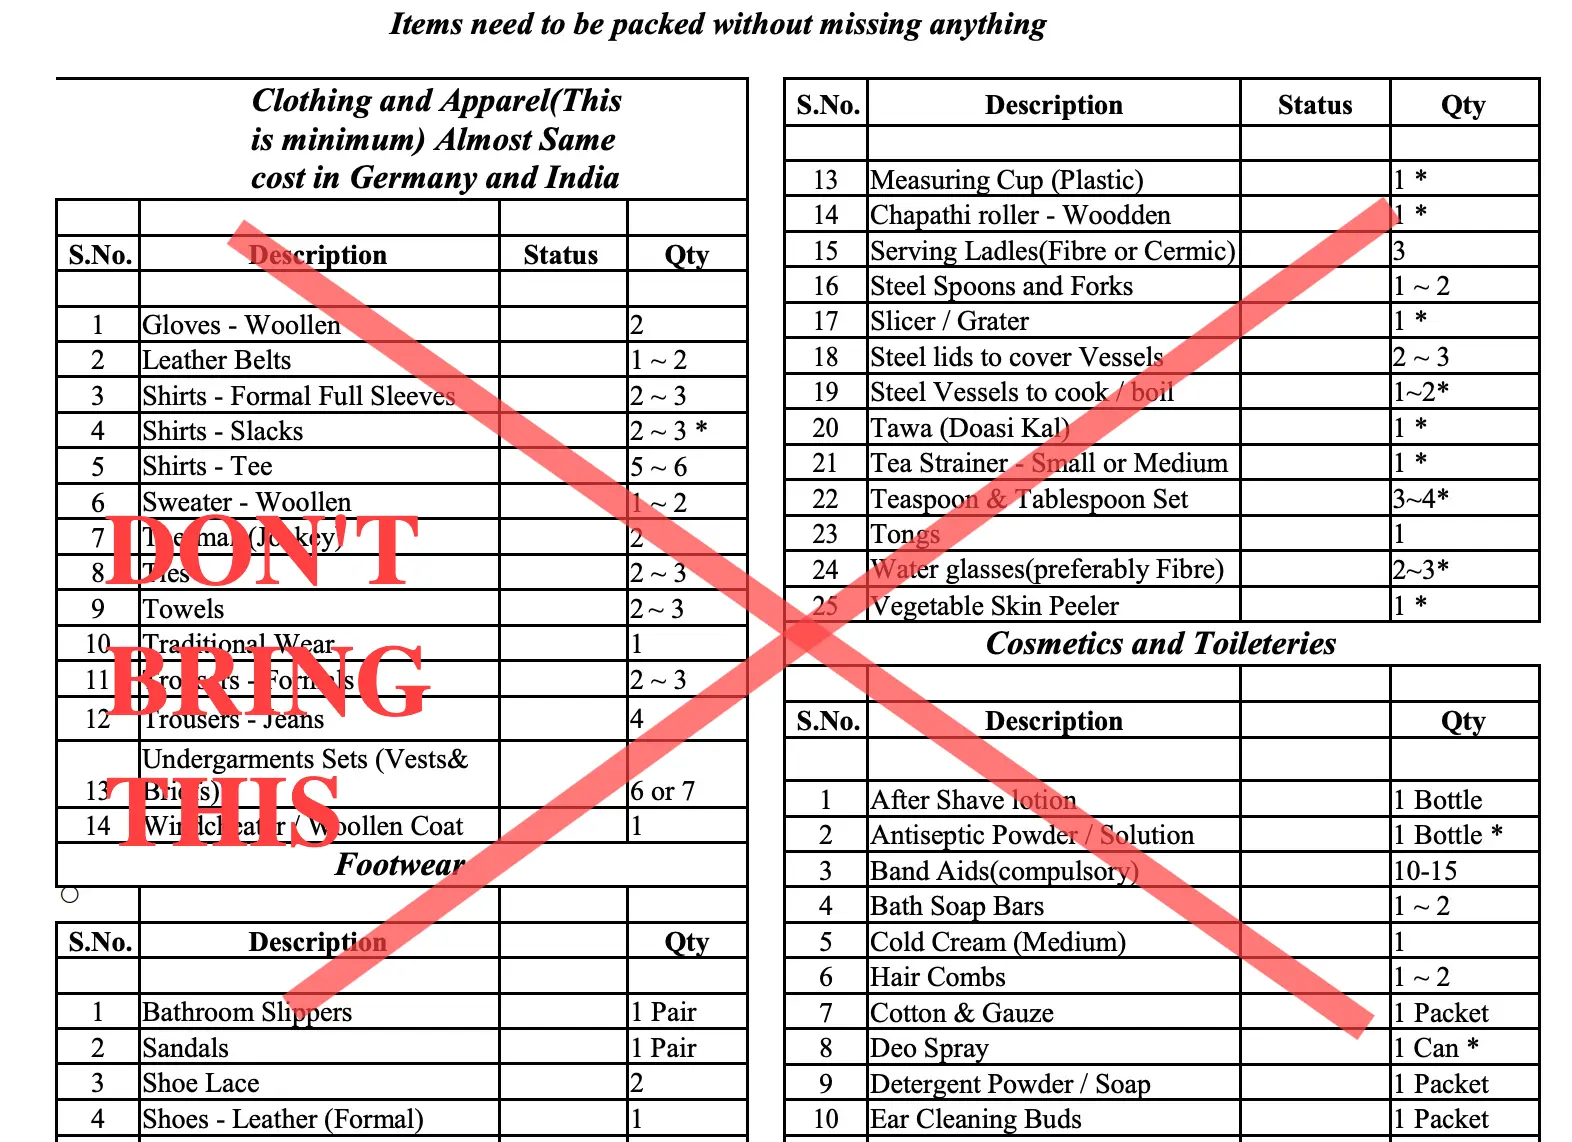 Items need to be packed without missing anything
Clothing and Apparel(This
is minimum) Almost Same
cost in Germany and India
S.No. Description Status Qty
1 Gloves - Woollen 2
2 Leather Belts 1 ~ 2
3 Shirts - Formal Full Sleeves 2 ~ 3
4 Shirts - Slacks 2 ~ 3 *
5 Shirts - Tee 5 ~ 6
6 Sweater - Woollen 1 ~ 2
7 Thermal (Jockey) 2
8 Ties 2 ~ 3
9 Towels 2 ~ 3
10 Traditional Wear 1
11 Trousers - Formals 2 ~ 3
12 Trousers - Jeans 4
Undergarments Sets (Vests&
13 Briefs) 6 or 7
14 Windcheater / Woollen Coat 1
DON'T
BRING
THIS
Footwear
S.No. Description Qty
1 Bathroom Slippers 1 Pair
2 Sandals 1 Pair
3 Shoe Lace 2
4 Shoes - Leather (Formal) 1
S.No. Description Status Qty
13 Measuring Cup (Plastic) 1 *
14 Chapathi roller - Woodden 1 *
15 Serving Ladles(Fibre or Cermic) 3
16 Steel Spoons and Forks 1 ~ 2
17 Slicer / Grater 1 *
18 Steel lids to cover Vessels 2 ~ 3
19 Steel Vessels to cook / boil 1~2*
20 Tawa (Doasi Kal) 1 *
21 Tea Strainer - Small or Medium 1 *
22 Teaspoon & Tablespoon Set 3~4*
23 Tongs 1
24 Water glasses(preferably Fibre) 2~3*
25 Vegetable Skin Peeler 1 *
Cosmetics and Toileteries
S.No. Description Qty
1 After Shave lotion 1 Bottle
2 Antiseptic Powder / Solution 1 Bottle *
3 Band Aids(compulsory) 10-15
4 Bath Soap Bars 1 ~ 2
5 Cold Cream (Medium) 1
6 Hair Combs 1 ~ 2
7 Cotton & Gauze 1 Packet
8 Deo Spray 1 Can *
9 Detergent Powder / Soap 1 Packet
10 Ear Cleaning Buds 1 Packet